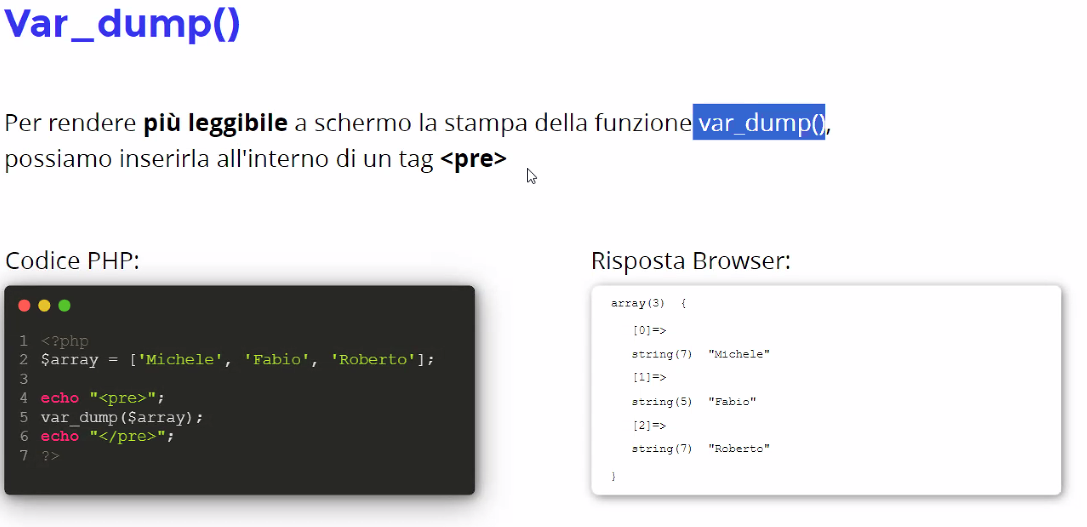 Var_dump()
Per rendere più leggibile a schermo la stampa della funzione var_dump(),
possiamo inserirla all'interno di un tag <pre>
Codice PHP:
1 <?php
2 $array = ['Michele', 'Fabio', 'Roberto'];
3
4 echo "<pre>";
5 var_dump($array);
6 echo "</pre>";
7 ?>
Risposta Browser:
array(3) {
[0]=>
string(7) "Michele"
[1]=>
string(5) "Fabio"
[2]=>
string(7) "Roberto"
}